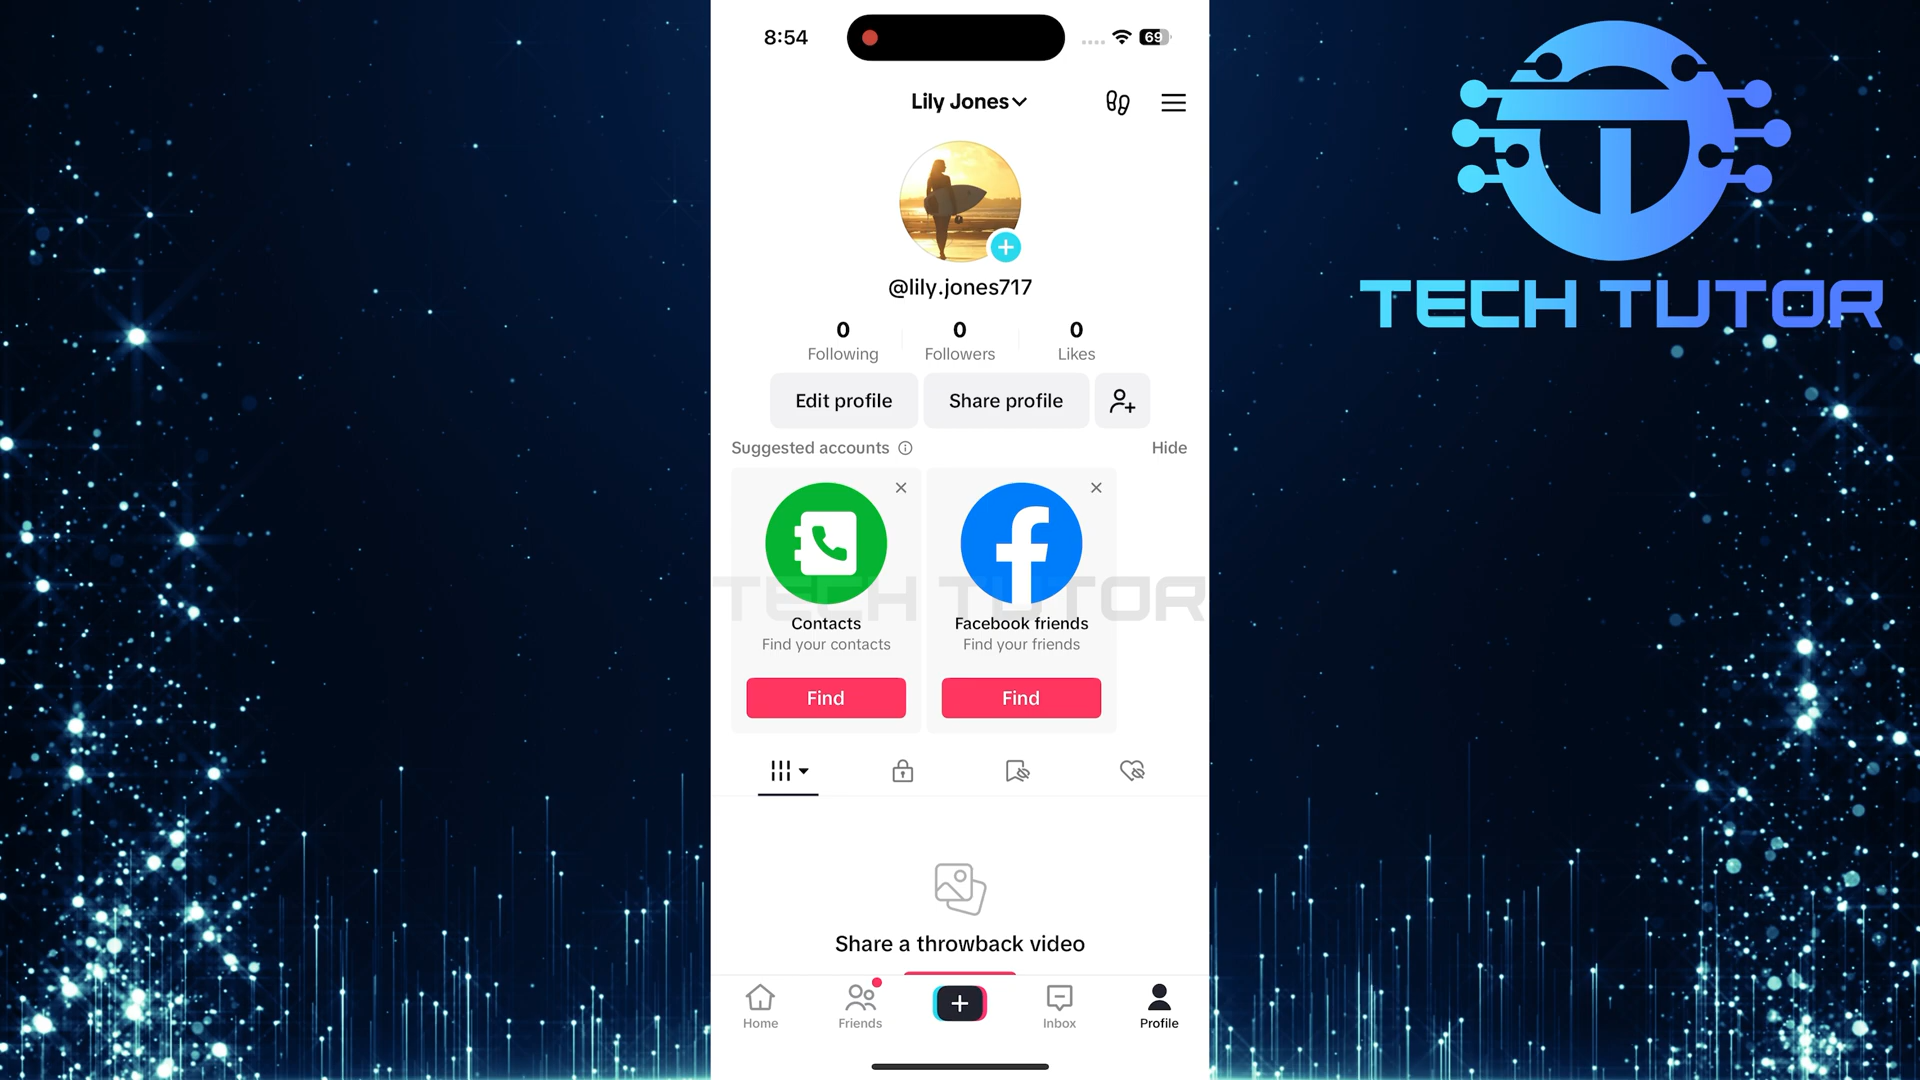 8:54
69
Lily Jones
@lily.jones717
0 0 0
Following Followers Likes
Edit profile Share profile
Suggested accounts Hide
Contacts Facebook friends
Find your contacts Find your friends
Find Find
Share a throwback video
Home Friends Inbox Profile
TECH TUTOR
TECH TUTOR